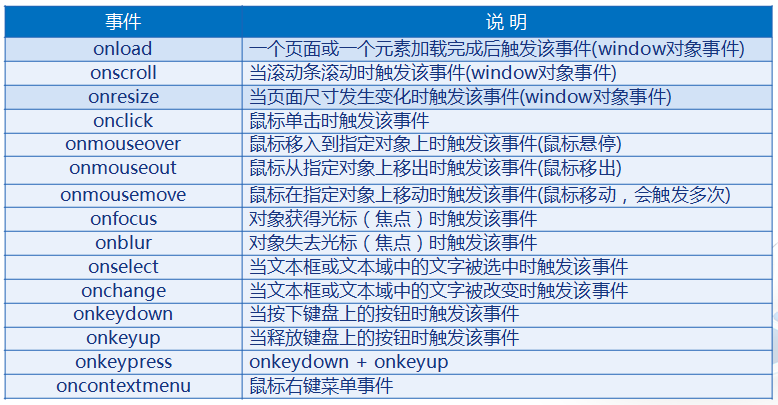 事件 说 明
onload 一个页面或一个元素加载完成后触发该事件(window对象事件)
onscroll 当滚动条滚动时触发该事件(window对象事件)
onresize 当页面尺寸发生变化时触发该事件(window对象事件)
onclick 鼠标单击时触发该事件
onmouseover 鼠标移入到指定对象上时触发该事件(鼠标悬停)
onmouseout 鼠标从指定对象上移出时触发该事件(鼠标移出)
onmousemove 鼠标在指定对象上移动时触发该事件(鼠标移动，会触发多次)
onfocus 对象获得光标（焦点）时触发该事件
onblur 对象失去光标（焦点）时触发该事件
onselect 当文本框或文本域中的文字被选中时触发该事件
onchange 当文本框或文本域中的文字被改变时触发该事件
onkeydown 当按下键盘上的按钮时触发该事件
onkeyup 当释放键盘上的按钮时触发该事件
onkeypress onkeydown + onkeyup
oncontextmenu 鼠标右键菜单事件